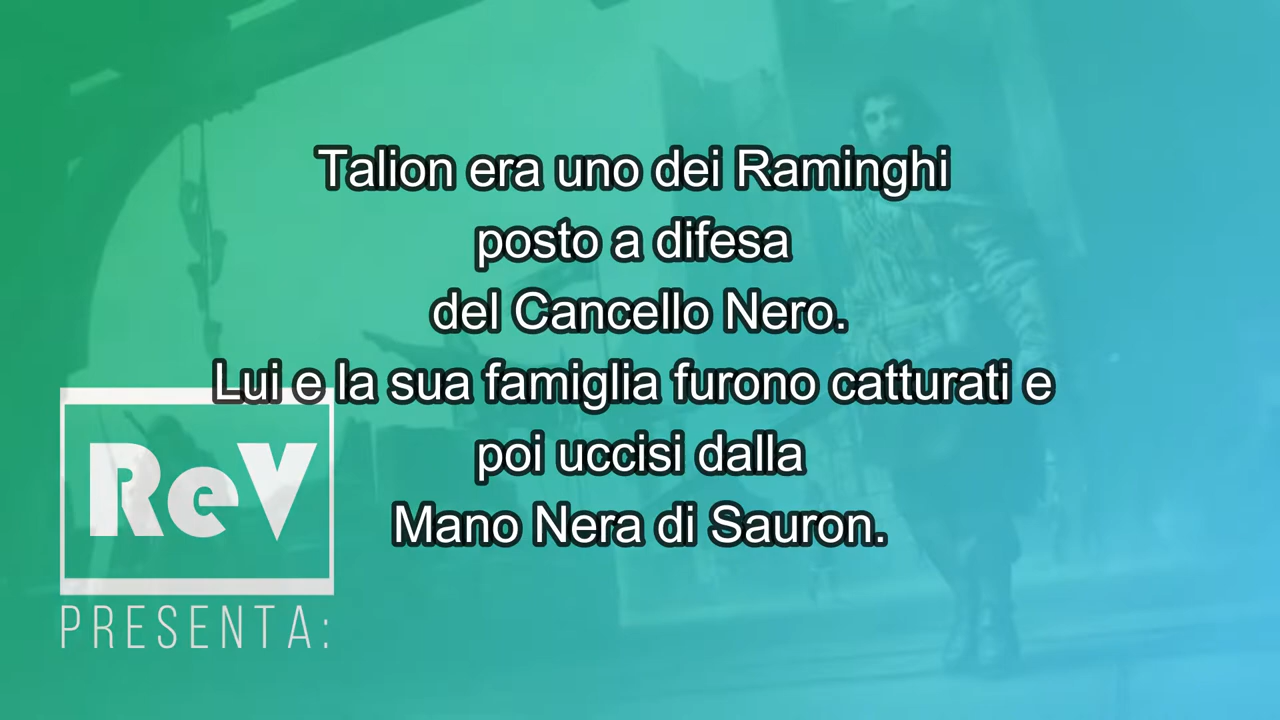 Talion era uno dei Raminghi
posto a difesa
del Cancello Nero.
Lui e la sua famiglia furono catturati e
poi uccisi dalla
Mano Nera di Sauron.
ReV
PRESENTA: